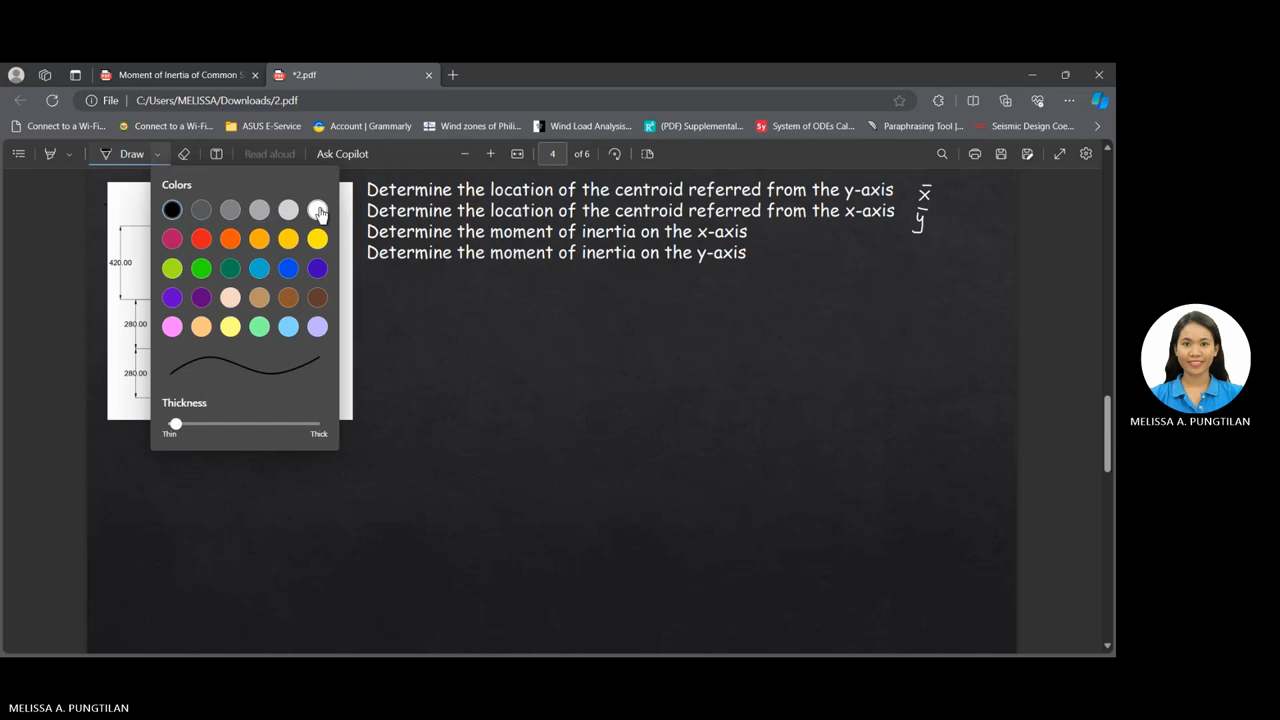 Moment of Inertia of Common S
*2.pdf
File
C:/Users/MELISSA/Downloads/2.pdf
Connect to a Wi-Fi...
Connect to a Wi-Fi...
ASUS E-Service
Account | Grammarly
Wind zones of Phili...
Wind Load Analysis...
(PDF) Supplemental...
System of ODEs Cal...
Paraphrasing Tool |...
Seismic Design Coe...
Draw
Read aloud
Ask Copilot
4
of 6
Colors
Thickness
Thin
Thick
420.00
280.00
280.00
Determine the location of the centroid referred from the y-axis x̄
Determine the location of the centroid referred from the x-axis ȳ
Determine the moment of inertia on the x-axis
Determine the moment of inertia on the y-axis
MELISSA A. PUNGTILAN
MELISSA A. PUNGTILAN